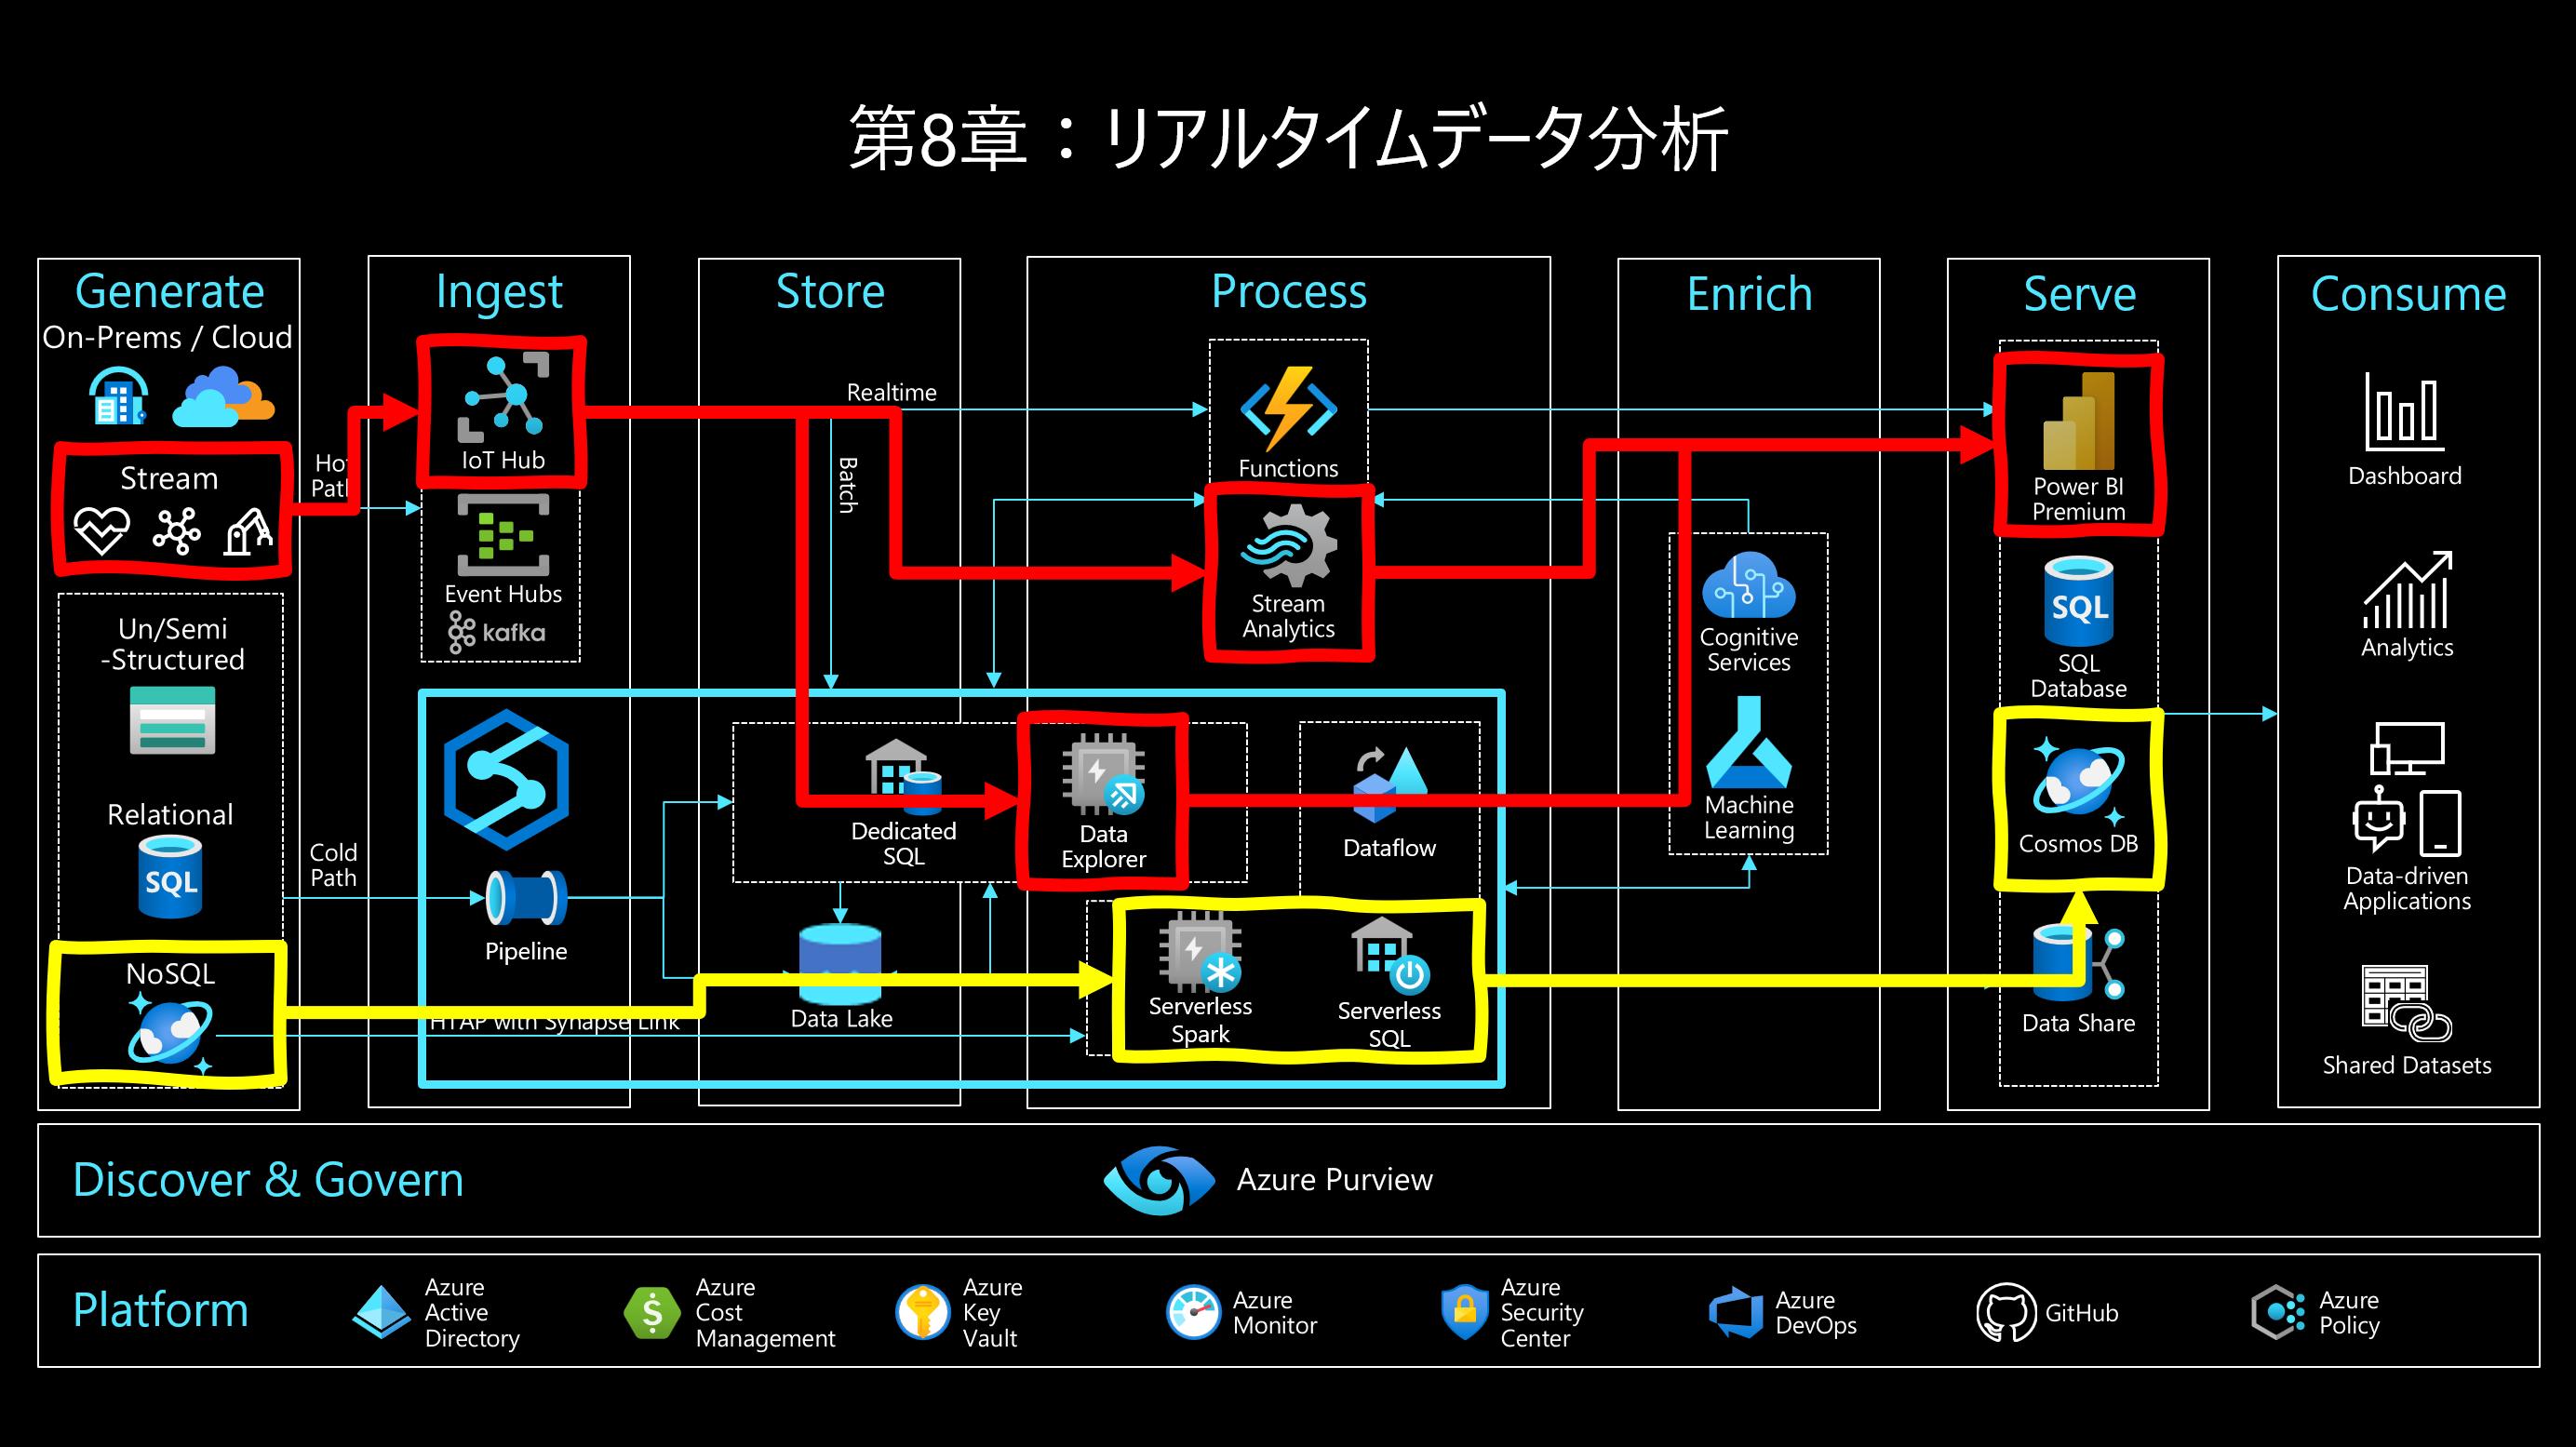 第8章：リアルタイムデータ分析
Generate
On-Prems / Cloud
Stream
Un/Semi
-Structured
Relational
SQL
NoSQL
Hot
Path
Cold
Path
Ingest
IoT Hub
Event Hubs
kafka
Pipeline
HTAP with Synapse Link
Store
Realtime
Batch
Dedicated
SQL
Data Lake
Process
Functions
Stream
Analytics
Data
Explorer
Dataflow
Serverless
Spark
Serverless
SQL
Enrich
Cognitive
Services
Machine
Learning
Serve
Power BI
Premium
SQL
SQL
Database
Cosmos DB
Data Share
Consume
Dashboard
Analytics
Data-driven
Applications
Shared Datasets
Discover & Govern
Azure Purview
Platform
Azure
Active
Directory
Azure
Cost
Management
Azure
Key
Vault
Azure
Monitor
Azure
Security
Center
Azure
DevOps
GitHub
Azure
Policy